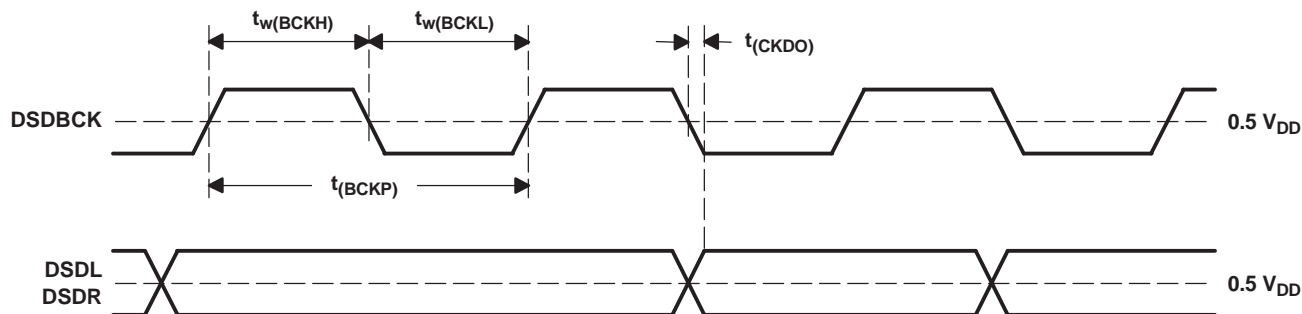 tw(BCKH)
tw(BCKL)
t(CKDO)
DSDBCK
0.5 VDD
t(BCKP)
DSDL
DSDR
0.5 VDD